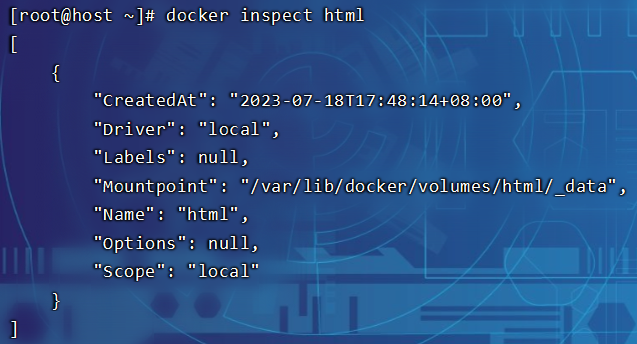 [root@host ~]# docker inspect html
[
    {
        "CreatedAt": "2023-07-18T17:48:14+08:00",
        "Driver": "local",
        "Labels": null,
        "Mountpoint": "/var/lib/docker/volumes/html/_data",
        "Name": "html",
        "Options": null,
        "Scope": "local"
    }
]